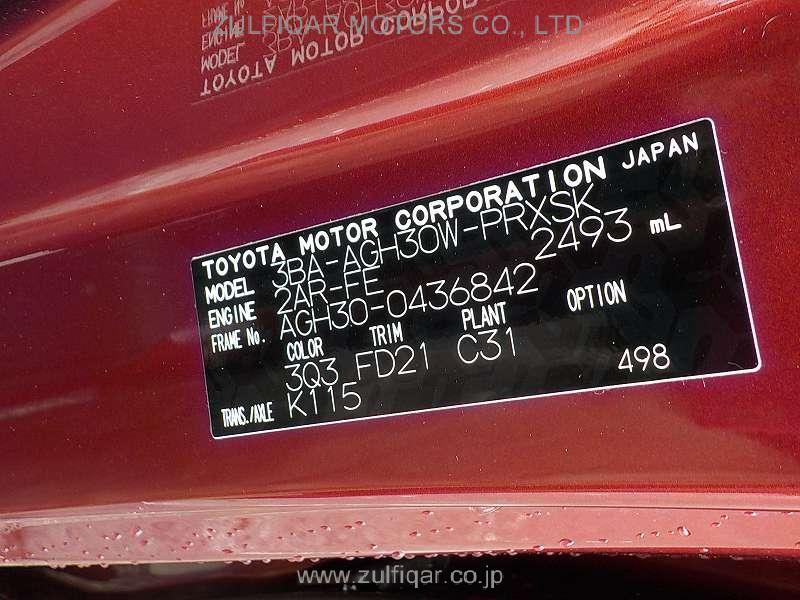 ZULFIQAR MOTORS CO., LTD
TOYOTA MOTOR CORPORATION JAPAN
MODEL 3BA-AGH30W-PRXSK
ENGINE 2AR-FE 2493 mL
FRAME No. AGH30-0436842
COLOR TRIM PLANT OPTION
3Q3 FD21 C31
TRANS./AXLE K115 498
www.zulfiqar.co.jp